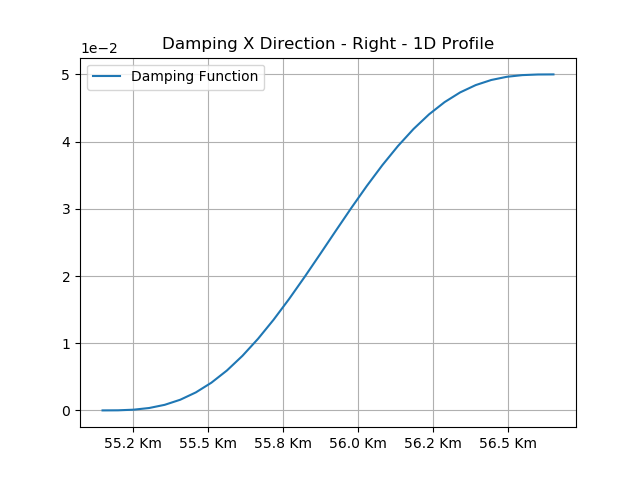 Damping X Direction - Right - 1D Profile
1e−2
Damping Function
5
4
3
2
1
0
55.2 Km 55.5 Km 55.8 Km 56.0 Km 56.2 Km 56.5 Km